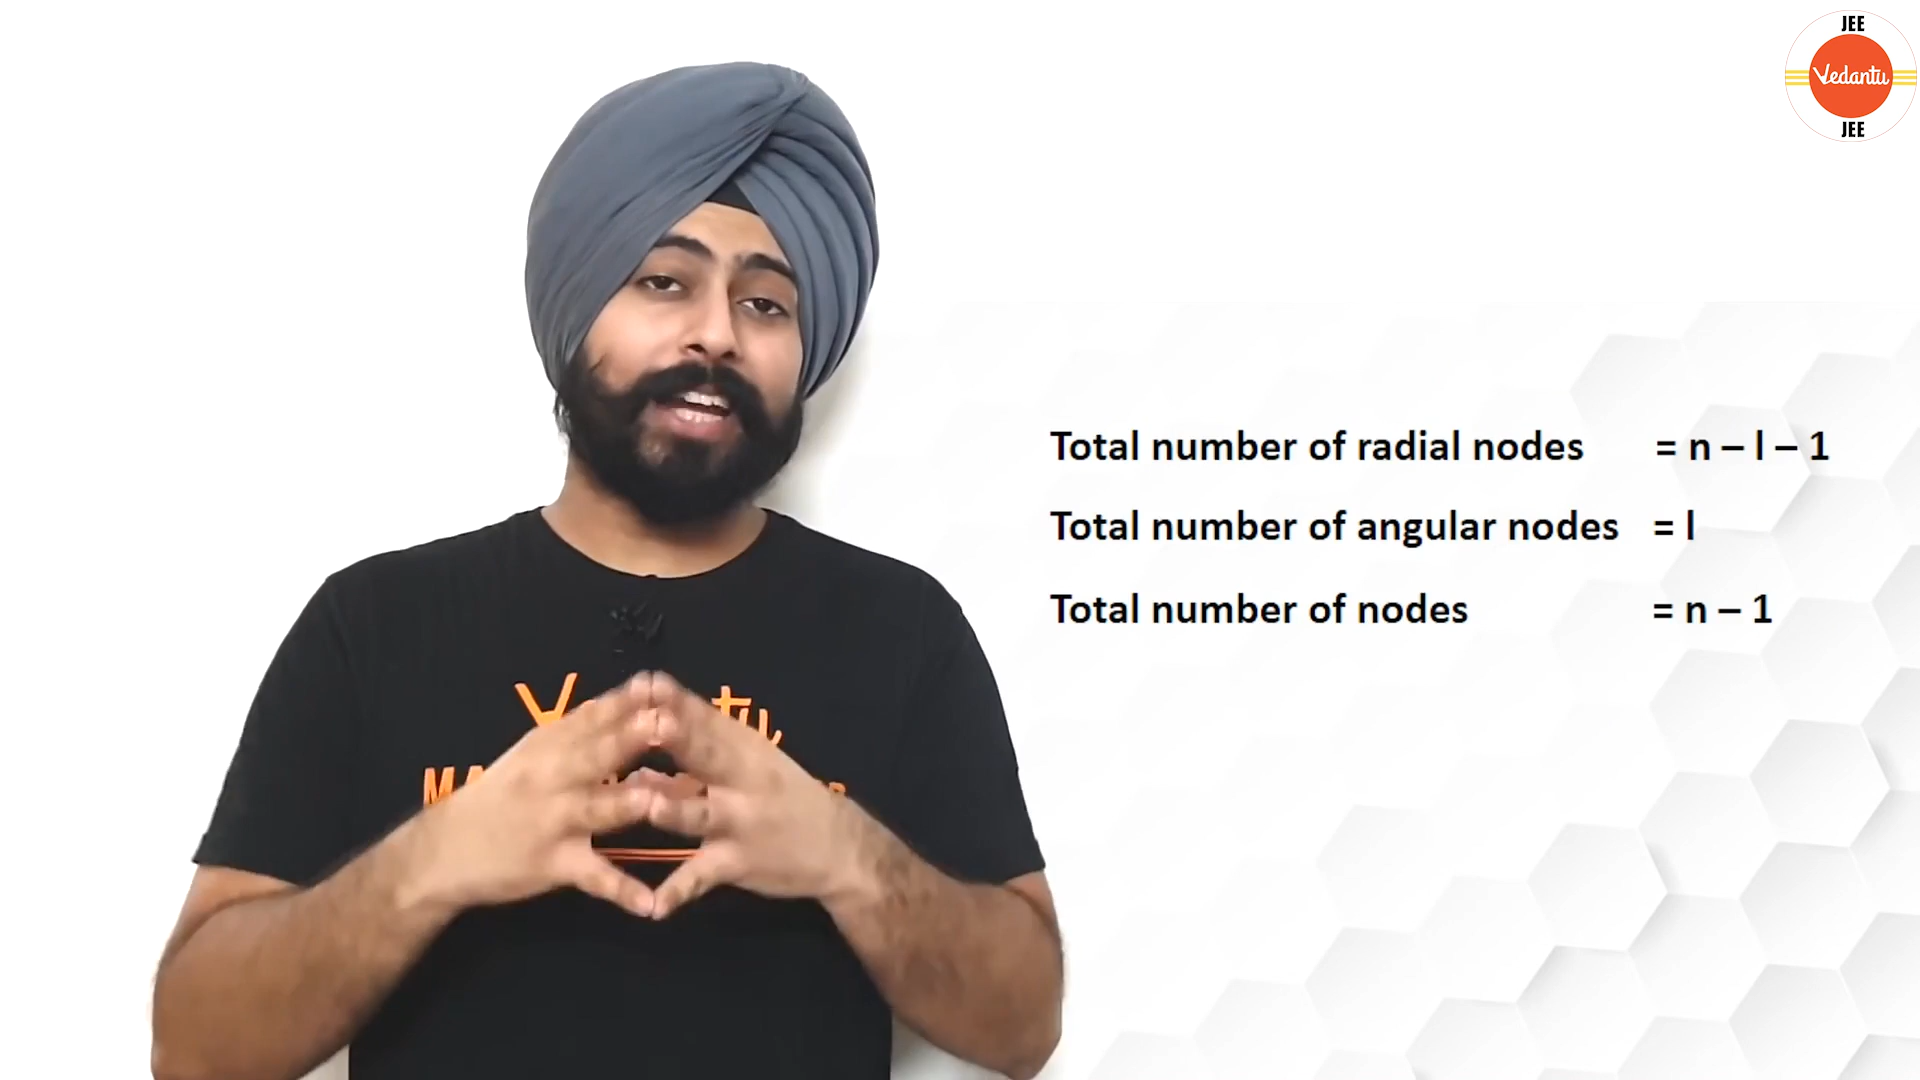 JEE
Vedantu
JEE
Total number of radial nodes = n – l – 1
Total number of angular nodes = l
Total number of nodes = n – 1